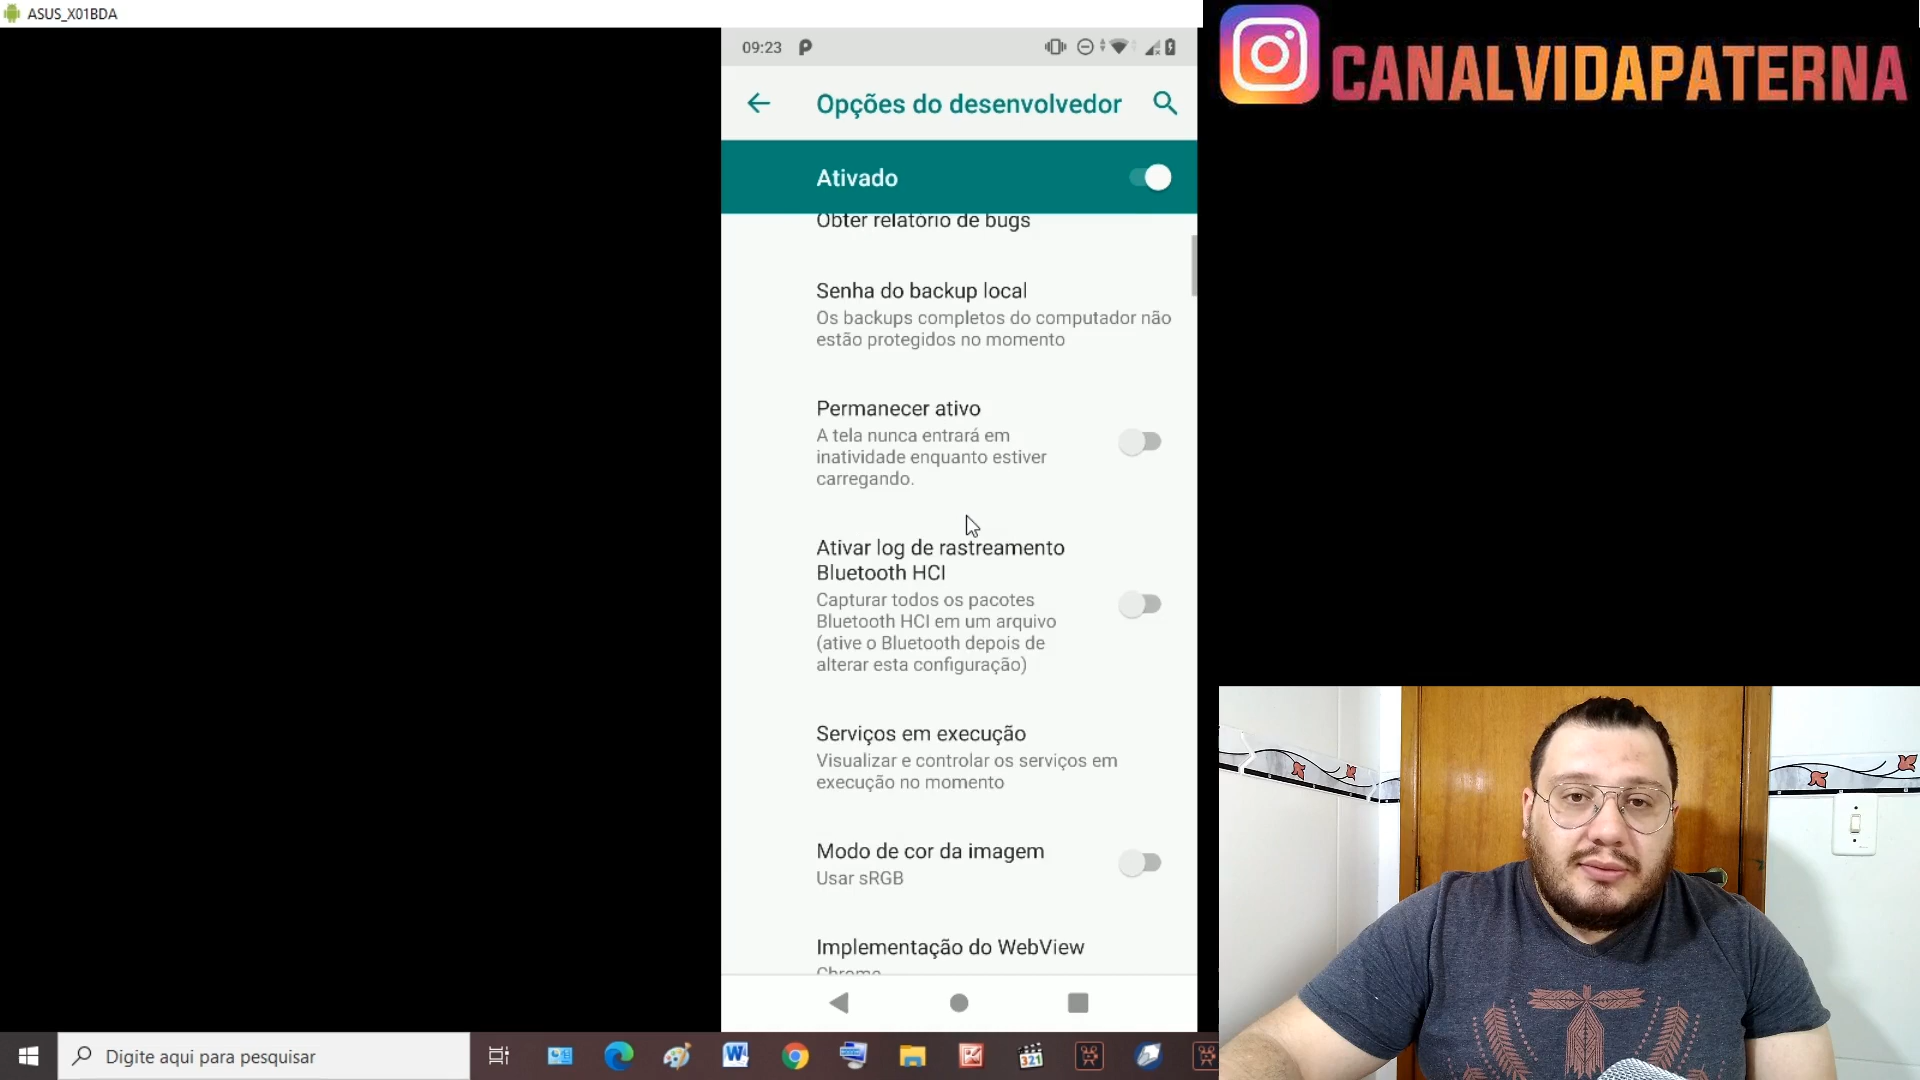 ASUS_X01BDA
09:23
Opções do desenvolvedor
Ativado
Obter relatório de bugs
Senha do backup local
Os backups completos do computador não
estão protegidos no momento
Permanecer ativo
A tela nunca entrará em
inatividade enquanto estiver
carregando.
Ativar log de rastreamento
Bluetooth HCI
Capturar todos os pacotes
Bluetooth HCI em um arquivo
(ative o Bluetooth depois de
alterar esta configuração)
Serviços em execução
Visualizar e controlar os serviços em
execução no momento
Modo de cor da imagem
Usar sRGB
Implementação do WebView
Chrome
CANALVIDAPATERNA
Digite aqui para pesquisar
321